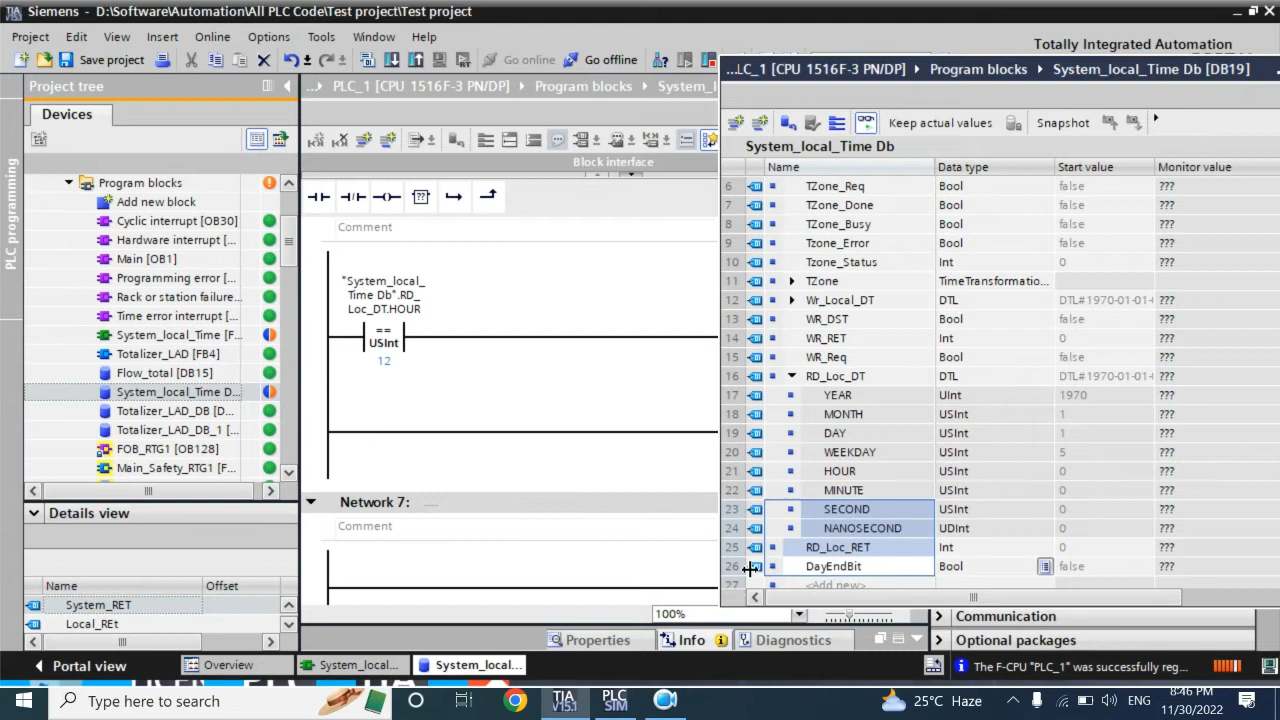 Siemens - D:\Software\Automation\All PLC Code\Test project\Test project
Project Edit View Insert Online Options Tools Window Help
Totally Integrated Automation
Save project Go online Go offline
Project tree
Devices
PLC programming
Program blocks
Add new block
Cyclic interrupt [OB30]
Hardware interrupt [...
Main [OB1]
Programming error [...
Rack or station failure...
Time error interrupt [...
System_local_Time [F...
Totalizer_LAD [FB4]
Flow_total [DB15]
System_local_Time D...
Totalizer_LAD_DB [D...
Totalizer_LAD_DB_1 [...
FOB_RTG1 [OB128]
Main_Safety_RTG1 [F...
Details view
Name Offset
System_RET
Local_REt
...> PLC_1 [CPU 1516F-3 PN/DP] Program blocks System_l
Block interface
Comment
"System_local_
Time Db".RD_
Loc_DT.HOUR
==
USInt
12
Network 7: .....
Comment
100%
Properties Info Diagnostics
...LC_1 [CPU 1516F-3 PN/DP] Program blocks System_local_Time Db [DB19]
Keep actual values Snapshot
System_local_Time Db
Name Data type Start value Monitor value
6 TZone_Req Bool false ???
7 TZone_Done Bool false ???
8 TZone_Busy Bool false ???
9 Tzone_Error Bool false ???
10 Tzone_Status Int 0 ???
11 TZone TimeTransformatio...
12 Wr_Local_DT DTL DTL#1970-01-01- ???
13 WR_DST Bool false ???
14 WR_RET Int 0 ???
15 WR_Req Bool false ???
16 RD_Loc_DT DTL DTL#1970-01-01- ???
17 YEAR UInt 1970 ???
18 MONTH USInt 1 ???
19 DAY USInt 1 ???
20 WEEKDAY USInt 5 ???
21 HOUR USInt 0 ???
22 MINUTE USInt 0 ???
23 SECOND USInt 0 ???
24 NANOSECOND UDInt 0 ???
25 RD_Loc_RET Int 0 ???
26 DayEndBit Bool false ???
27 <Add new>
Communication
Optional packages
Portal view Overview System_local... System_local... The F-CPU "PLC_1" was successfully reg...
Type here to search
TIA V15.1
PLC SIM
25°C Haze
ENG
8:46 PM
11/30/2022